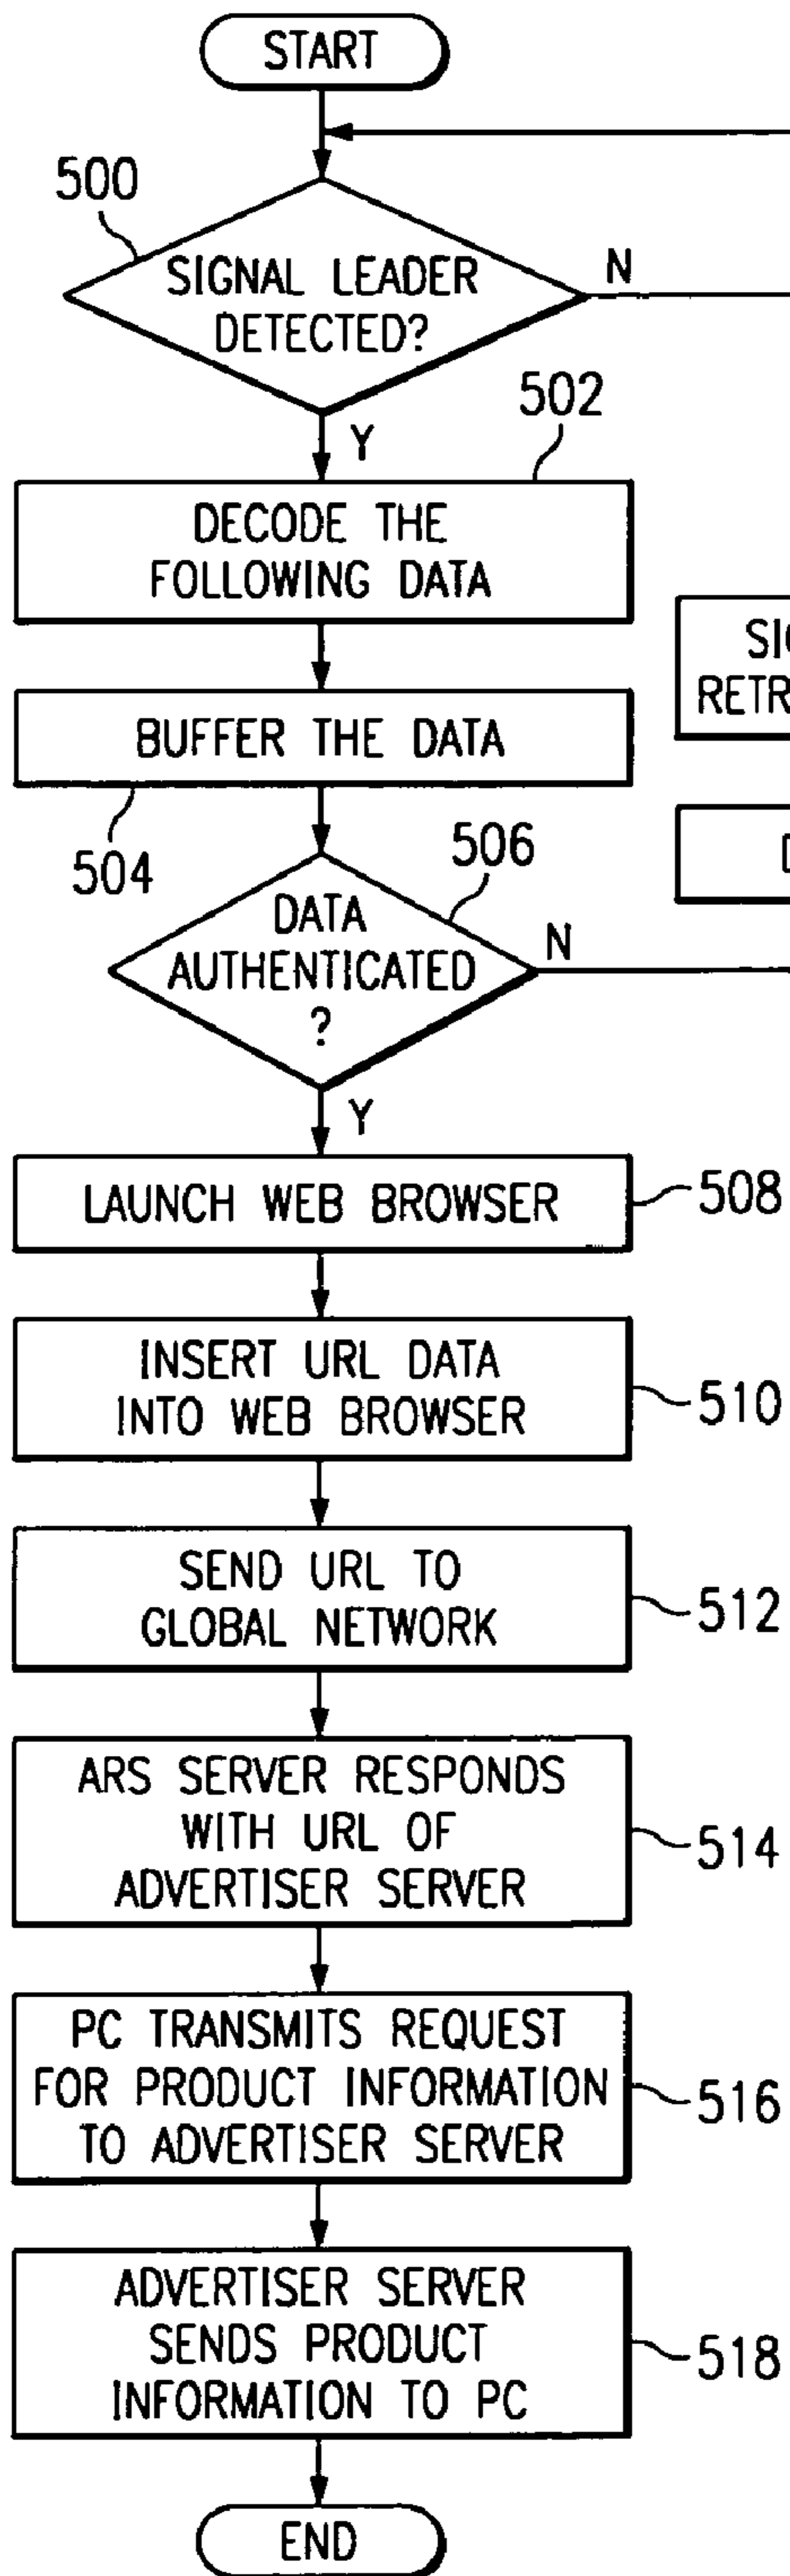 START
500
SIGNAL LEADER
DETECTED?
N
Y
502
DECODE THE
FOLLOWING DATA
BUFFER THE DATA
504
506
DATA
AUTHENTICATED
?
N
Y
LAUNCH WEB BROWSER
508
INSERT URL DATA
INTO WEB BROWSER
510
SEND URL TO
GLOBAL NETWORK
512
ARS SERVER RESPONDS
WITH URL OF
ADVERTISER SERVER
514
PC TRANSMITS REQUEST
FOR PRODUCT INFORMATION
TO ADVERTISER SERVER
516
ADVERTISER SERVER
SENDS PRODUCT
INFORMATION TO PC
518
END